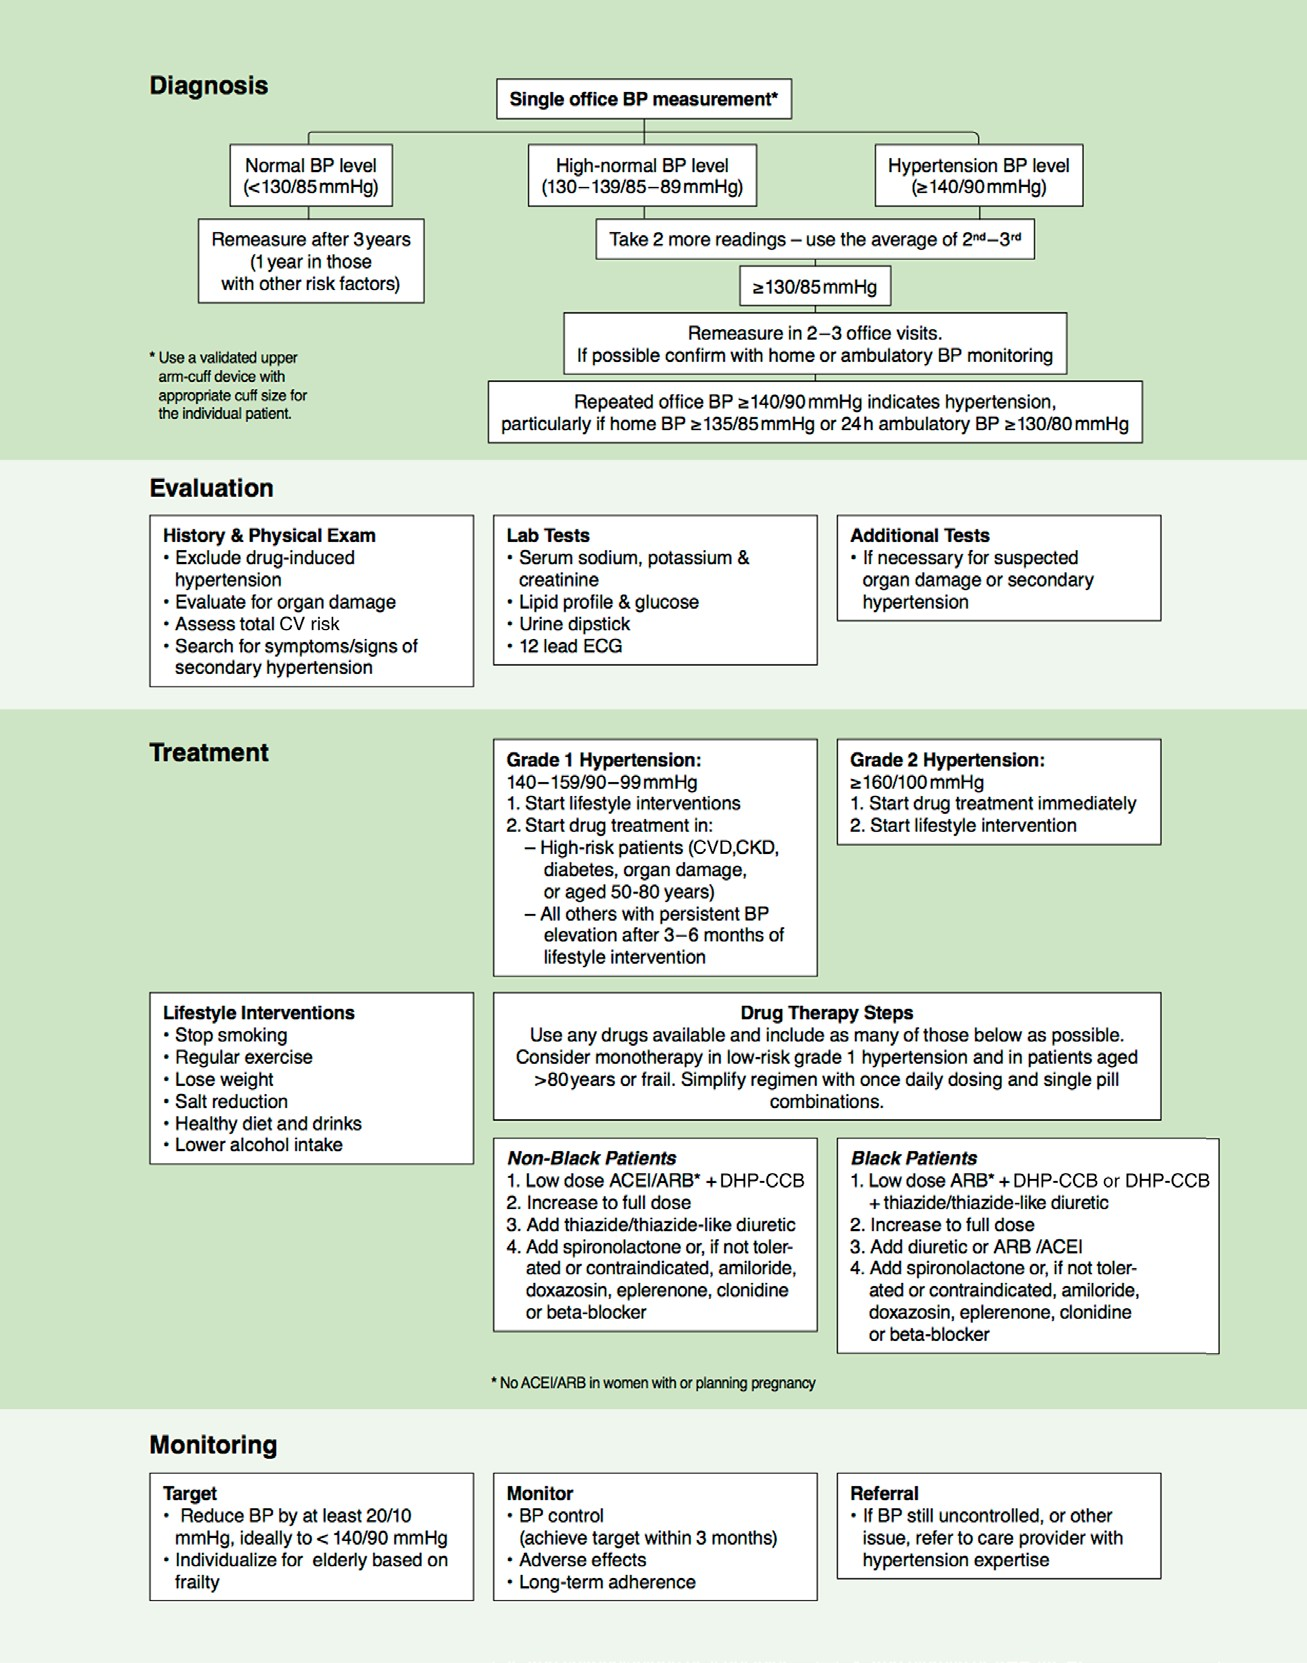 Diagnosis
Single office BP measurement*
Normal BP level
(<130/85 mmHg)
High-normal BP level
(130–139/85–89 mmHg)
Hypertension BP level
(≥140/90 mmHg)
Remeasure after 3 years
(1 year in those
with other risk factors)
Take 2 more readings – use the average of 2nd–3rd
≥130/85 mmHg
Remeasure in 2–3 office visits.
If possible confirm with home or ambulatory BP monitoring
Repeated office BP ≥140/90 mmHg indicates hypertension,
particularly if home BP ≥135/85 mmHg or 24 h ambulatory BP ≥130/80 mmHg
* Use a validated upper
arm-cuff device with
appropriate cuff size for
the individual patient.
Evaluation
History & Physical Exam
• Exclude drug-induced
hypertension
• Evaluate for organ damage
• Assess total CV risk
• Search for symptoms/signs of
secondary hypertension
Lab Tests
• Serum sodium, potassium &
creatinine
• Lipid profile & glucose
• Urine dipstick
• 12 lead ECG
Additional Tests
• If necessary for suspected
organ damage or secondary
hypertension
Treatment
Grade 1 Hypertension:
140–159/90–99 mmHg
1. Start lifestyle interventions
2. Start drug treatment in:
– High-risk patients (CVD,CKD,
diabetes, organ damage,
or aged 50-80 years)
– All others with persistent BP
elevation after 3–6 months of
lifestyle intervention
Grade 2 Hypertension:
≥160/100 mmHg
1. Start drug treatment immediately
2. Start lifestyle intervention
Lifestyle Interventions
• Stop smoking
• Regular exercise
• Lose weight
• Salt reduction
• Healthy diet and drinks
• Lower alcohol intake
Drug Therapy Steps
Use any drugs available and include as many of those below as possible.
Consider monotherapy in low-risk grade 1 hypertension and in patients aged
>80 years or frail. Simplify regimen with once daily dosing and single pill
combinations.
Non-Black Patients
1. Low dose ACEI/ARB* + DHP-CCB
2. Increase to full dose
3. Add thiazide/thiazide-like diuretic
4. Add spironolactone or, if not toler-
ated or contraindicated, amiloride,
doxazosin, eplerenone, clonidine
or beta-blocker
Black Patients
1. Low dose ARB* + DHP-CCB or DHP-CCB
+ thiazide/thiazide-like diuretic
2. Increase to full dose
3. Add diuretic or ARB /ACEI
4. Add spironolactone or, if not toler-
ated or contraindicated, amiloride,
doxazosin, eplerenone, clonidine
or beta-blocker
* No ACEI/ARB in women with or planning pregnancy
Monitoring
Target
• Reduce BP by at least 20/10
mmHg, ideally to < 140/90 mmHg
• Individualize for elderly based on
frailty
Monitor
• BP control
(achieve target within 3 months)
• Adverse effects
• Long-term adherence
Referral
• If BP still uncontrolled, or other
issue, refer to care provider with
hypertension expertise